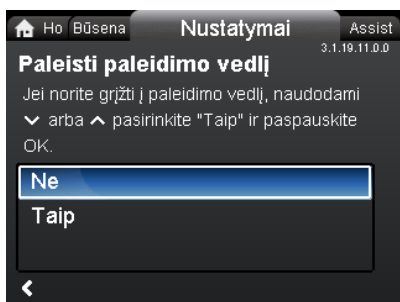 Ho Būsena Nustatymai Assist
3.1.19.11.0.0
Paleisti paleidimo vedlį
Jei norite grįžti į paleidimo vedlį, naudodami
arba pasirinkite "Taip" ir paspauskite
OK.
Ne
Taip